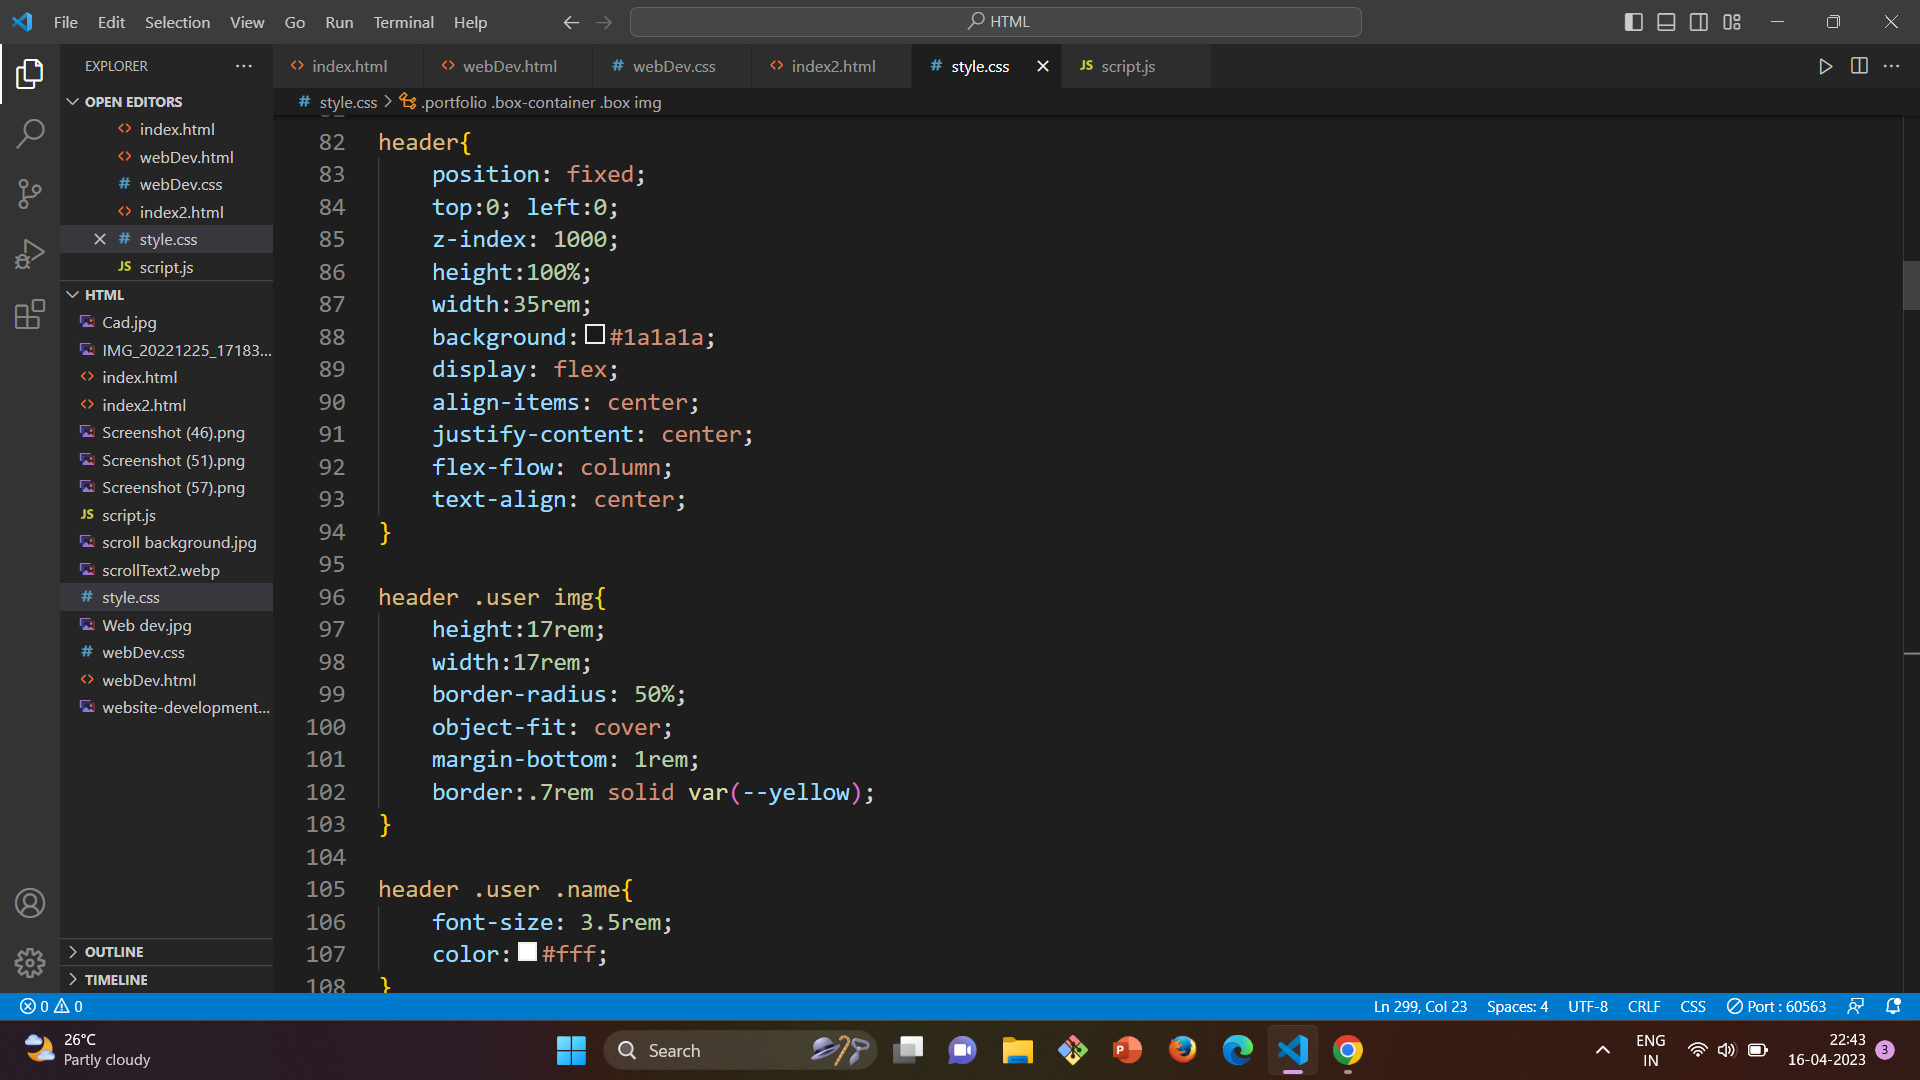 File Edit Selection View Go Run Terminal Help
HTML
EXPLORER
index.html
webDev.html
webDev.css
index2.html
style.css
script.js
style.css > .portfolio .box-container .box img
OPEN EDITORS
index.html
webDev.html
webDev.css
index2.html
style.css
script.js
HTML
Cad.jpg
IMG_20221225_17183...
index.html
index2.html
Screenshot (46).png
Screenshot (51).png
Screenshot (57).png
script.js
scroll background.jpg
scrollText2.webp
style.css
Web dev.jpg
webDev.css
webDev.html
website-development...
OUTLINE
TIMELINE
82 header{
83 position: fixed;
84 top:0; left:0;
85 z-index: 1000;
86 height:100%;
87 width:35rem;
88 background:#1a1a1a;
89 display: flex;
90 align-items: center;
91 justify-content: center;
92 flex-flow: column;
93 text-align: center;
94 }
95
96 header .user img{
97 height:17rem;
98 width:17rem;
99 border-radius: 50%;
100 object-fit: cover;
101 margin-bottom: 1rem;
102 border:.7rem solid var(--yellow);
103 }
104
105 header .user .name{
106 font-size: 3.5rem;
107 color:#fff;
108 }
0 0
Ln 299, Col 23 Spaces: 4 UTF-8 CRLF CSS Port : 60563
26°C
Partly cloudy
Search
ENG
IN
22:43
16-04-2023
3